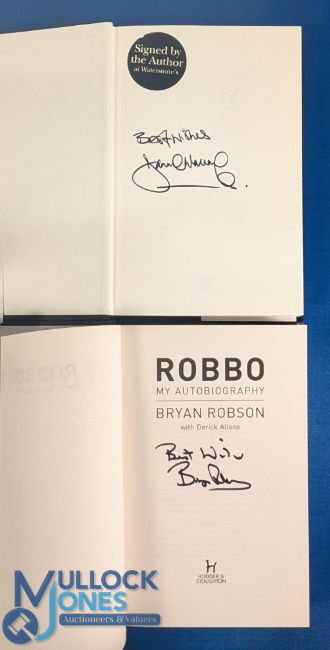 Signed by
the Author
at Waterstone's
Best Wishes
ROBBO
MY AUTOBIOGRAPHY
BRYAN ROBSON
with Derick Allsop
Best Wishes
H
HODDER &
STOUGHTON
MULLOCK
JONES
Auctioneers & Valuers